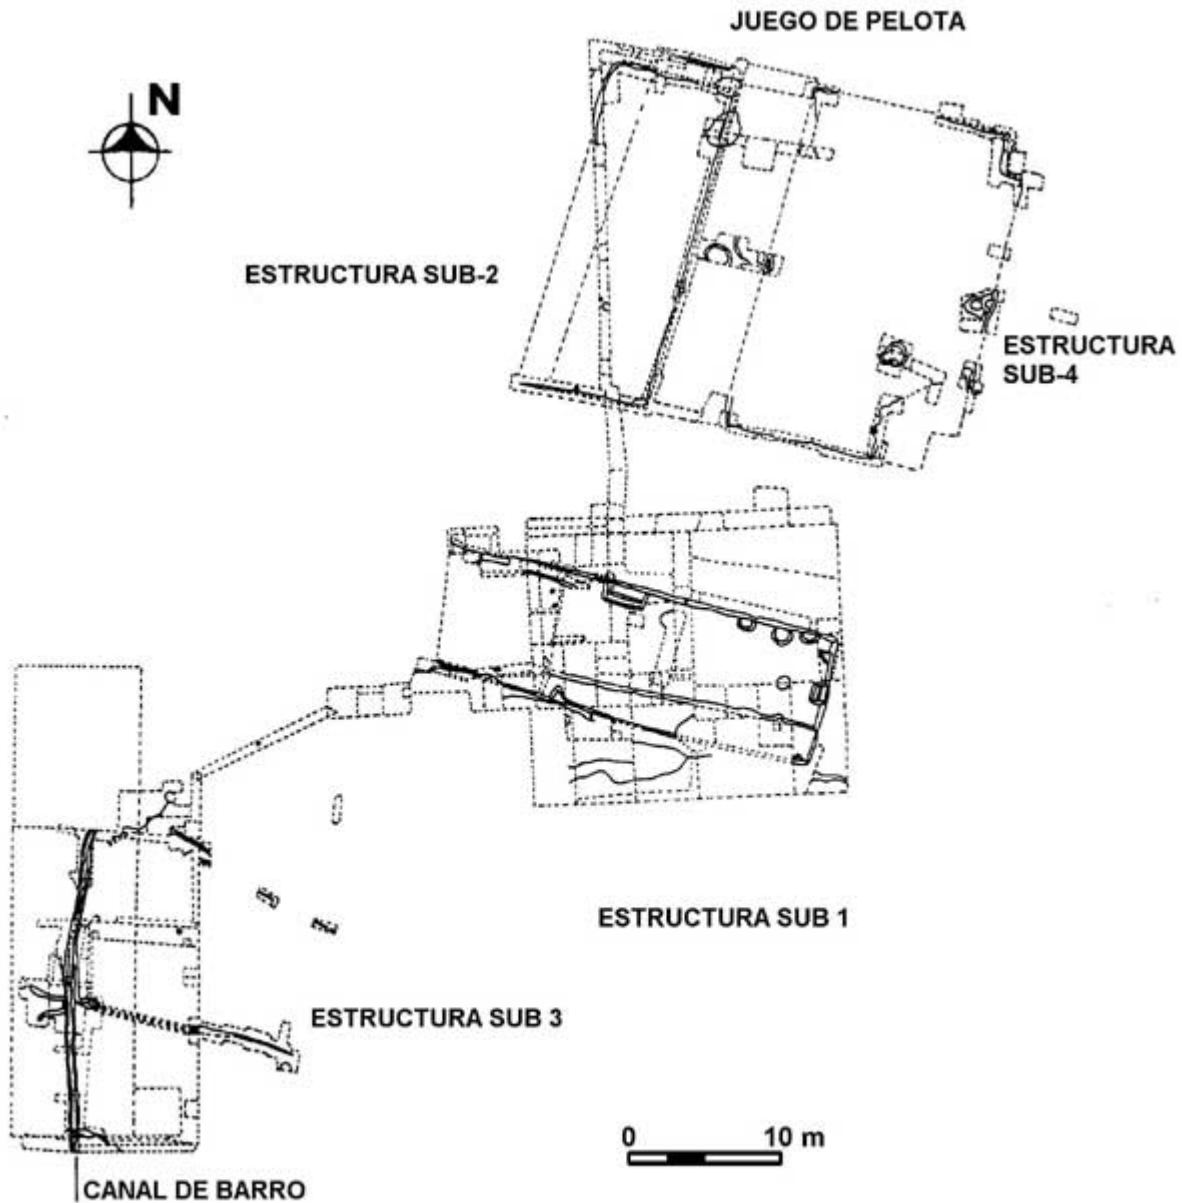 JUEGO DE PELOTA
N
ESTRUCTURA SUB-2
ESTRUCTURA
SUB-4
ESTRUCTURA SUB 1
ESTRUCTURA SUB 3
0 10 m
CANAL DE BARRO